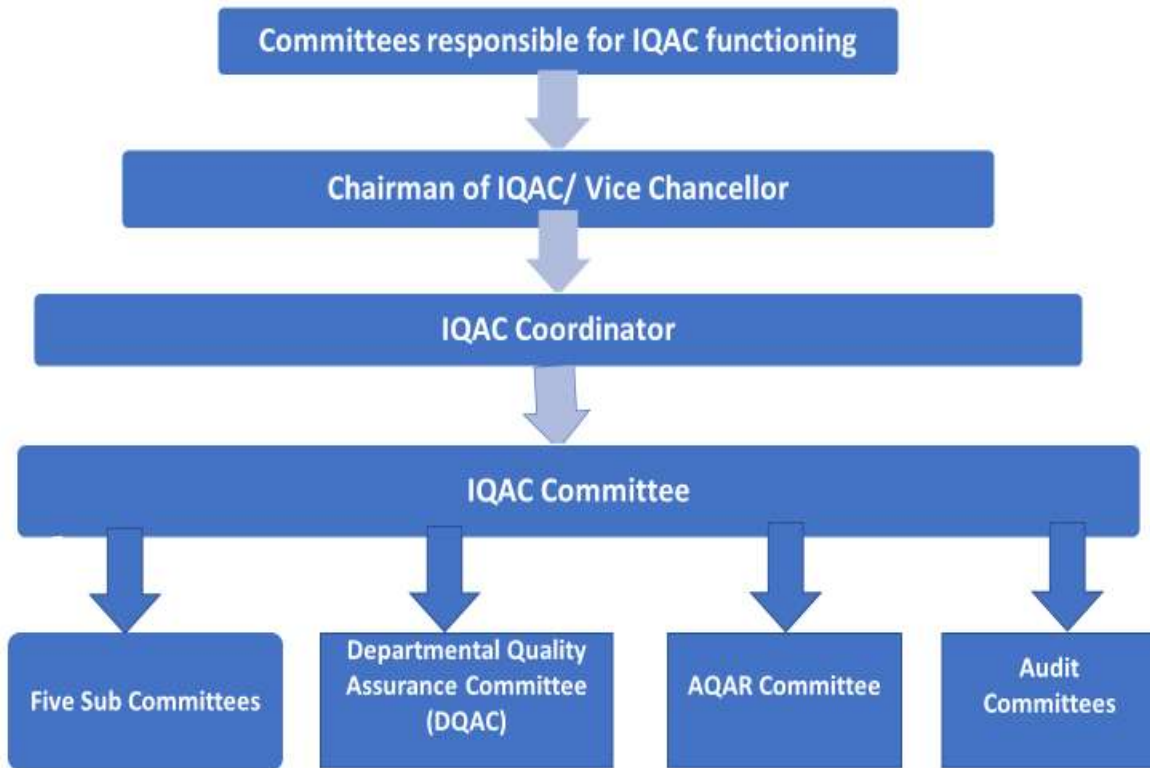 Committees responsible for IQAC functioning
Chairman of IQAC/ Vice Chancellor
IQAC Coordinator
IQAC Committee
Five Sub Committees
Departmental Quality
Assurance Committee
(DQAC)
AQAR Committee
Audit
Committees